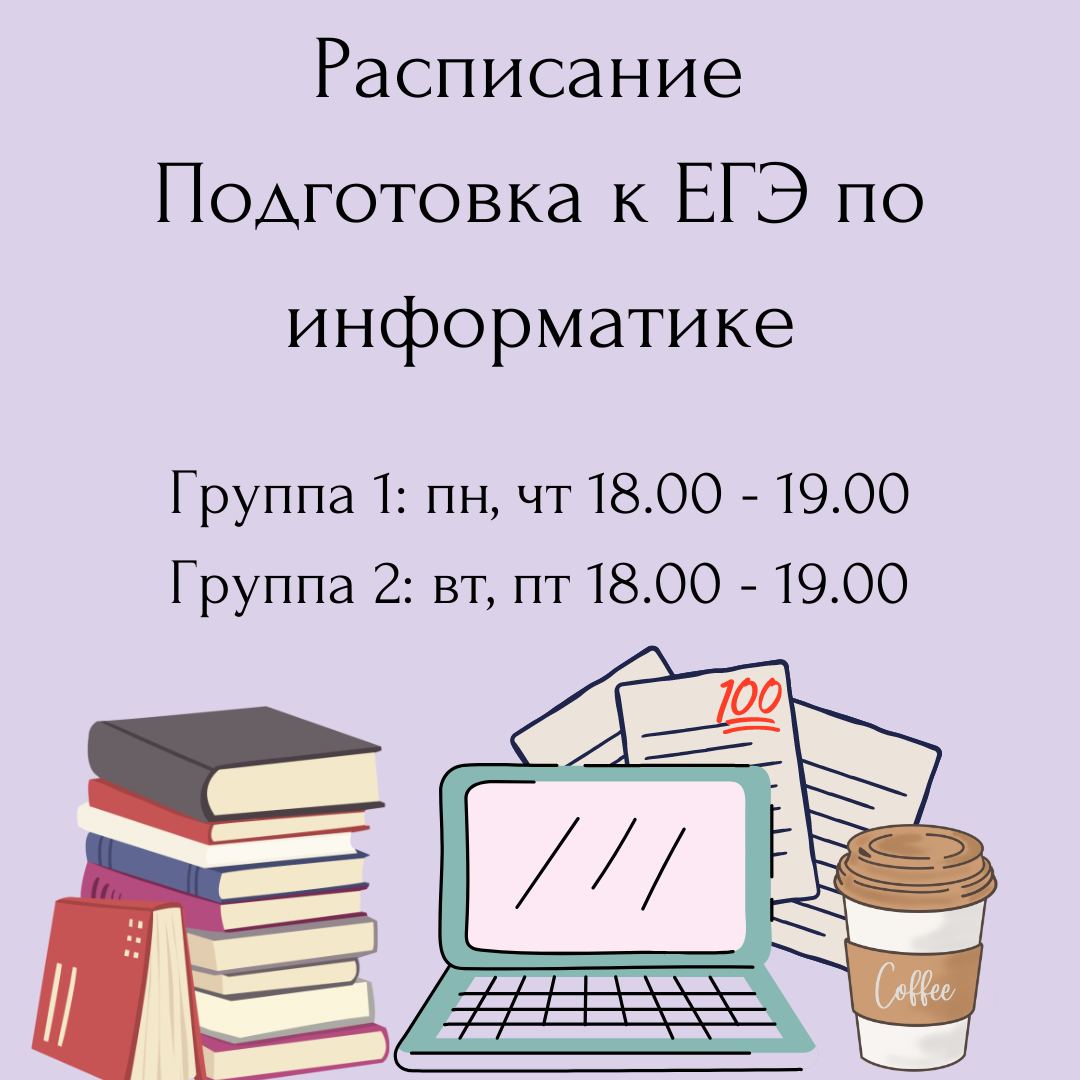 Расписание
Подготовка к ЕГЭ по
информатике
Группа 1: пн, чт 18.00 - 19.00
Группа 2: вт, пт 18.00 - 19.00
100
Coffee